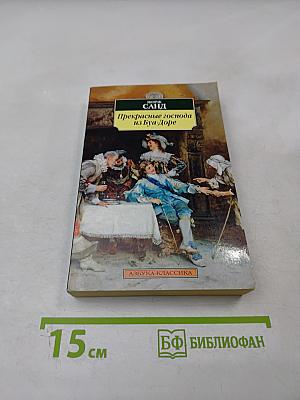 ЖОРЖ
САНД
Прекрасные господа
из Буа-Доре
АЗБУКА-КЛАССИКА
15 см
БФ БИБЛИОФАН